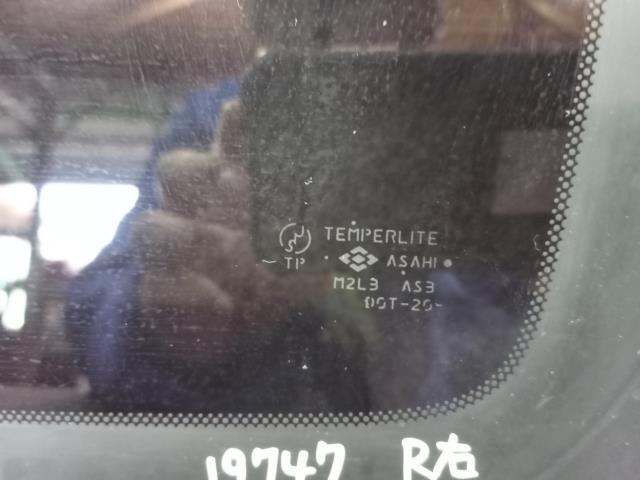 TEMPERLITE
TP ASAHI
M2L3 AS3
DOT-20
19747 R右